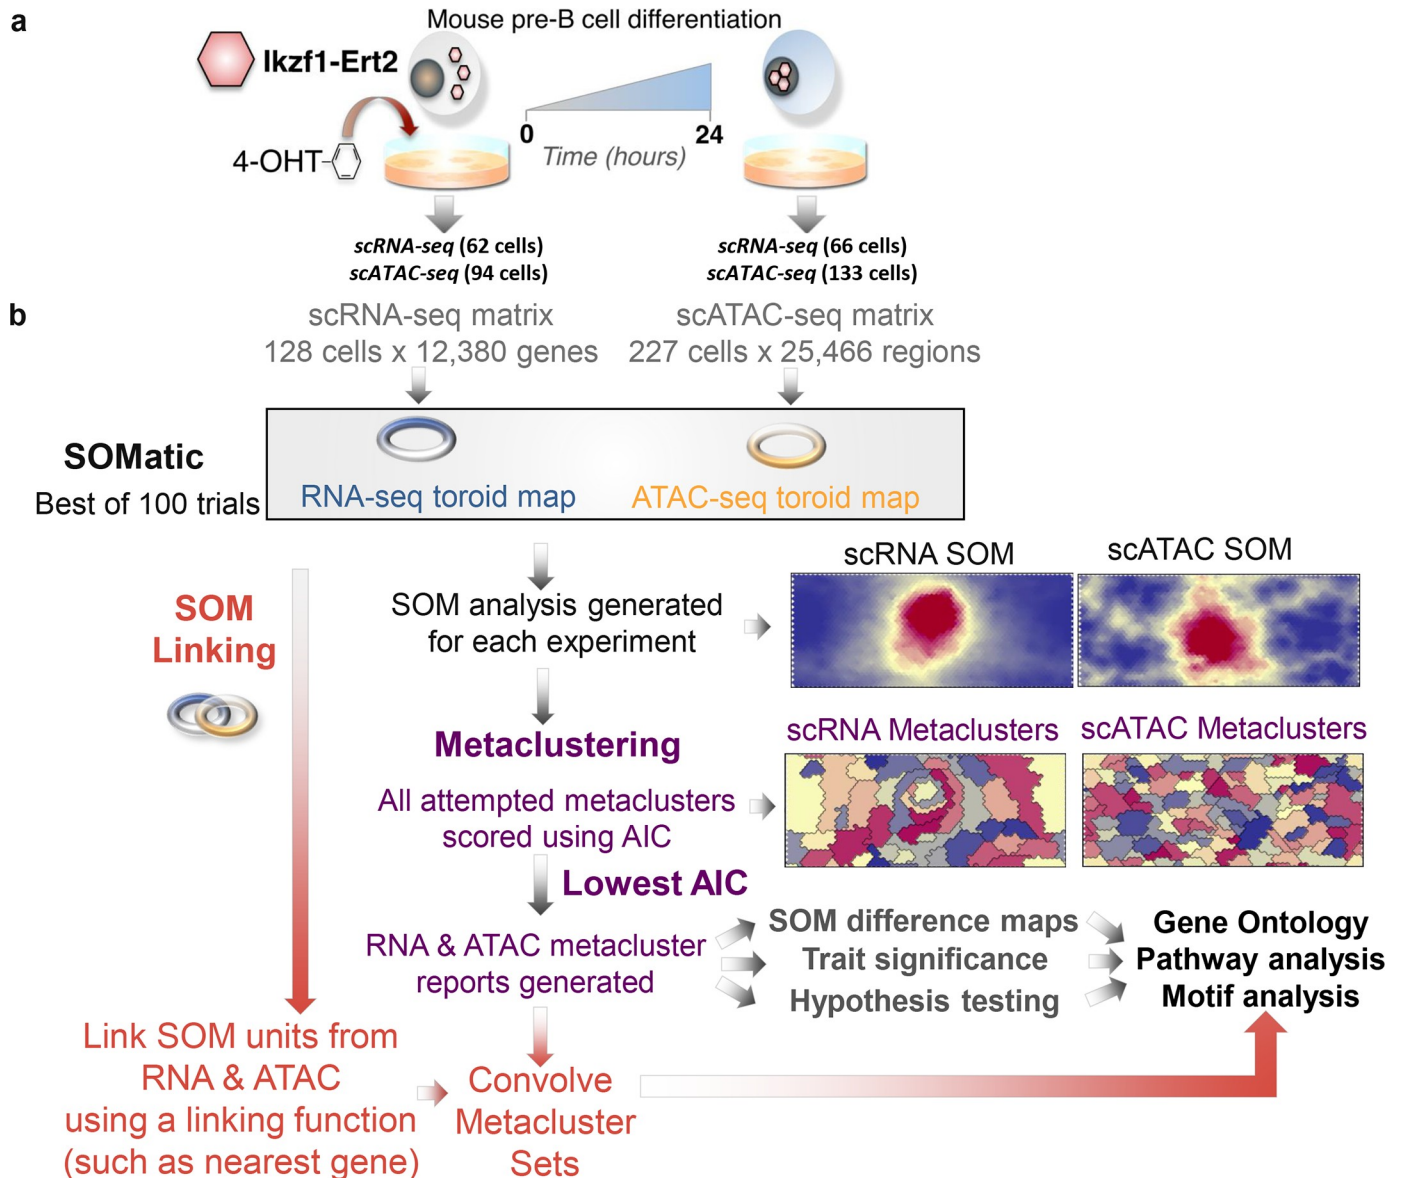 a
Mouse pre-B cell differentiation
Ikzf1-Ert2
4-OHT
0
24
Time (hours)
scRNA-seq (62 cells)
scATAC-seq (94 cells)
scRNA-seq (66 cells)
scATAC-seq (133 cells)
b
scRNA-seq matrix
128 cells x 12,380 genes
scATAC-seq matrix
227 cells x 25,466 regions
SOMatic
Best of 100 trials
RNA-seq toroid map
ATAC-seq toroid map
SOM
Linking
SOM analysis generated
for each experiment
scRNA SOM
scATAC SOM
Metaclustering
All attempted metaclusters
scored using AIC
scRNA Metaclusters
scATAC Metaclusters
Lowest AIC
RNA & ATAC metacluster
reports generated
SOM difference maps
Trait significance
Hypothesis testing
Gene Ontology
Pathway analysis
Motif analysis
Link SOM units from
RNA & ATAC
using a linking function
(such as nearest gene)
Convolve
Metacluster
Sets